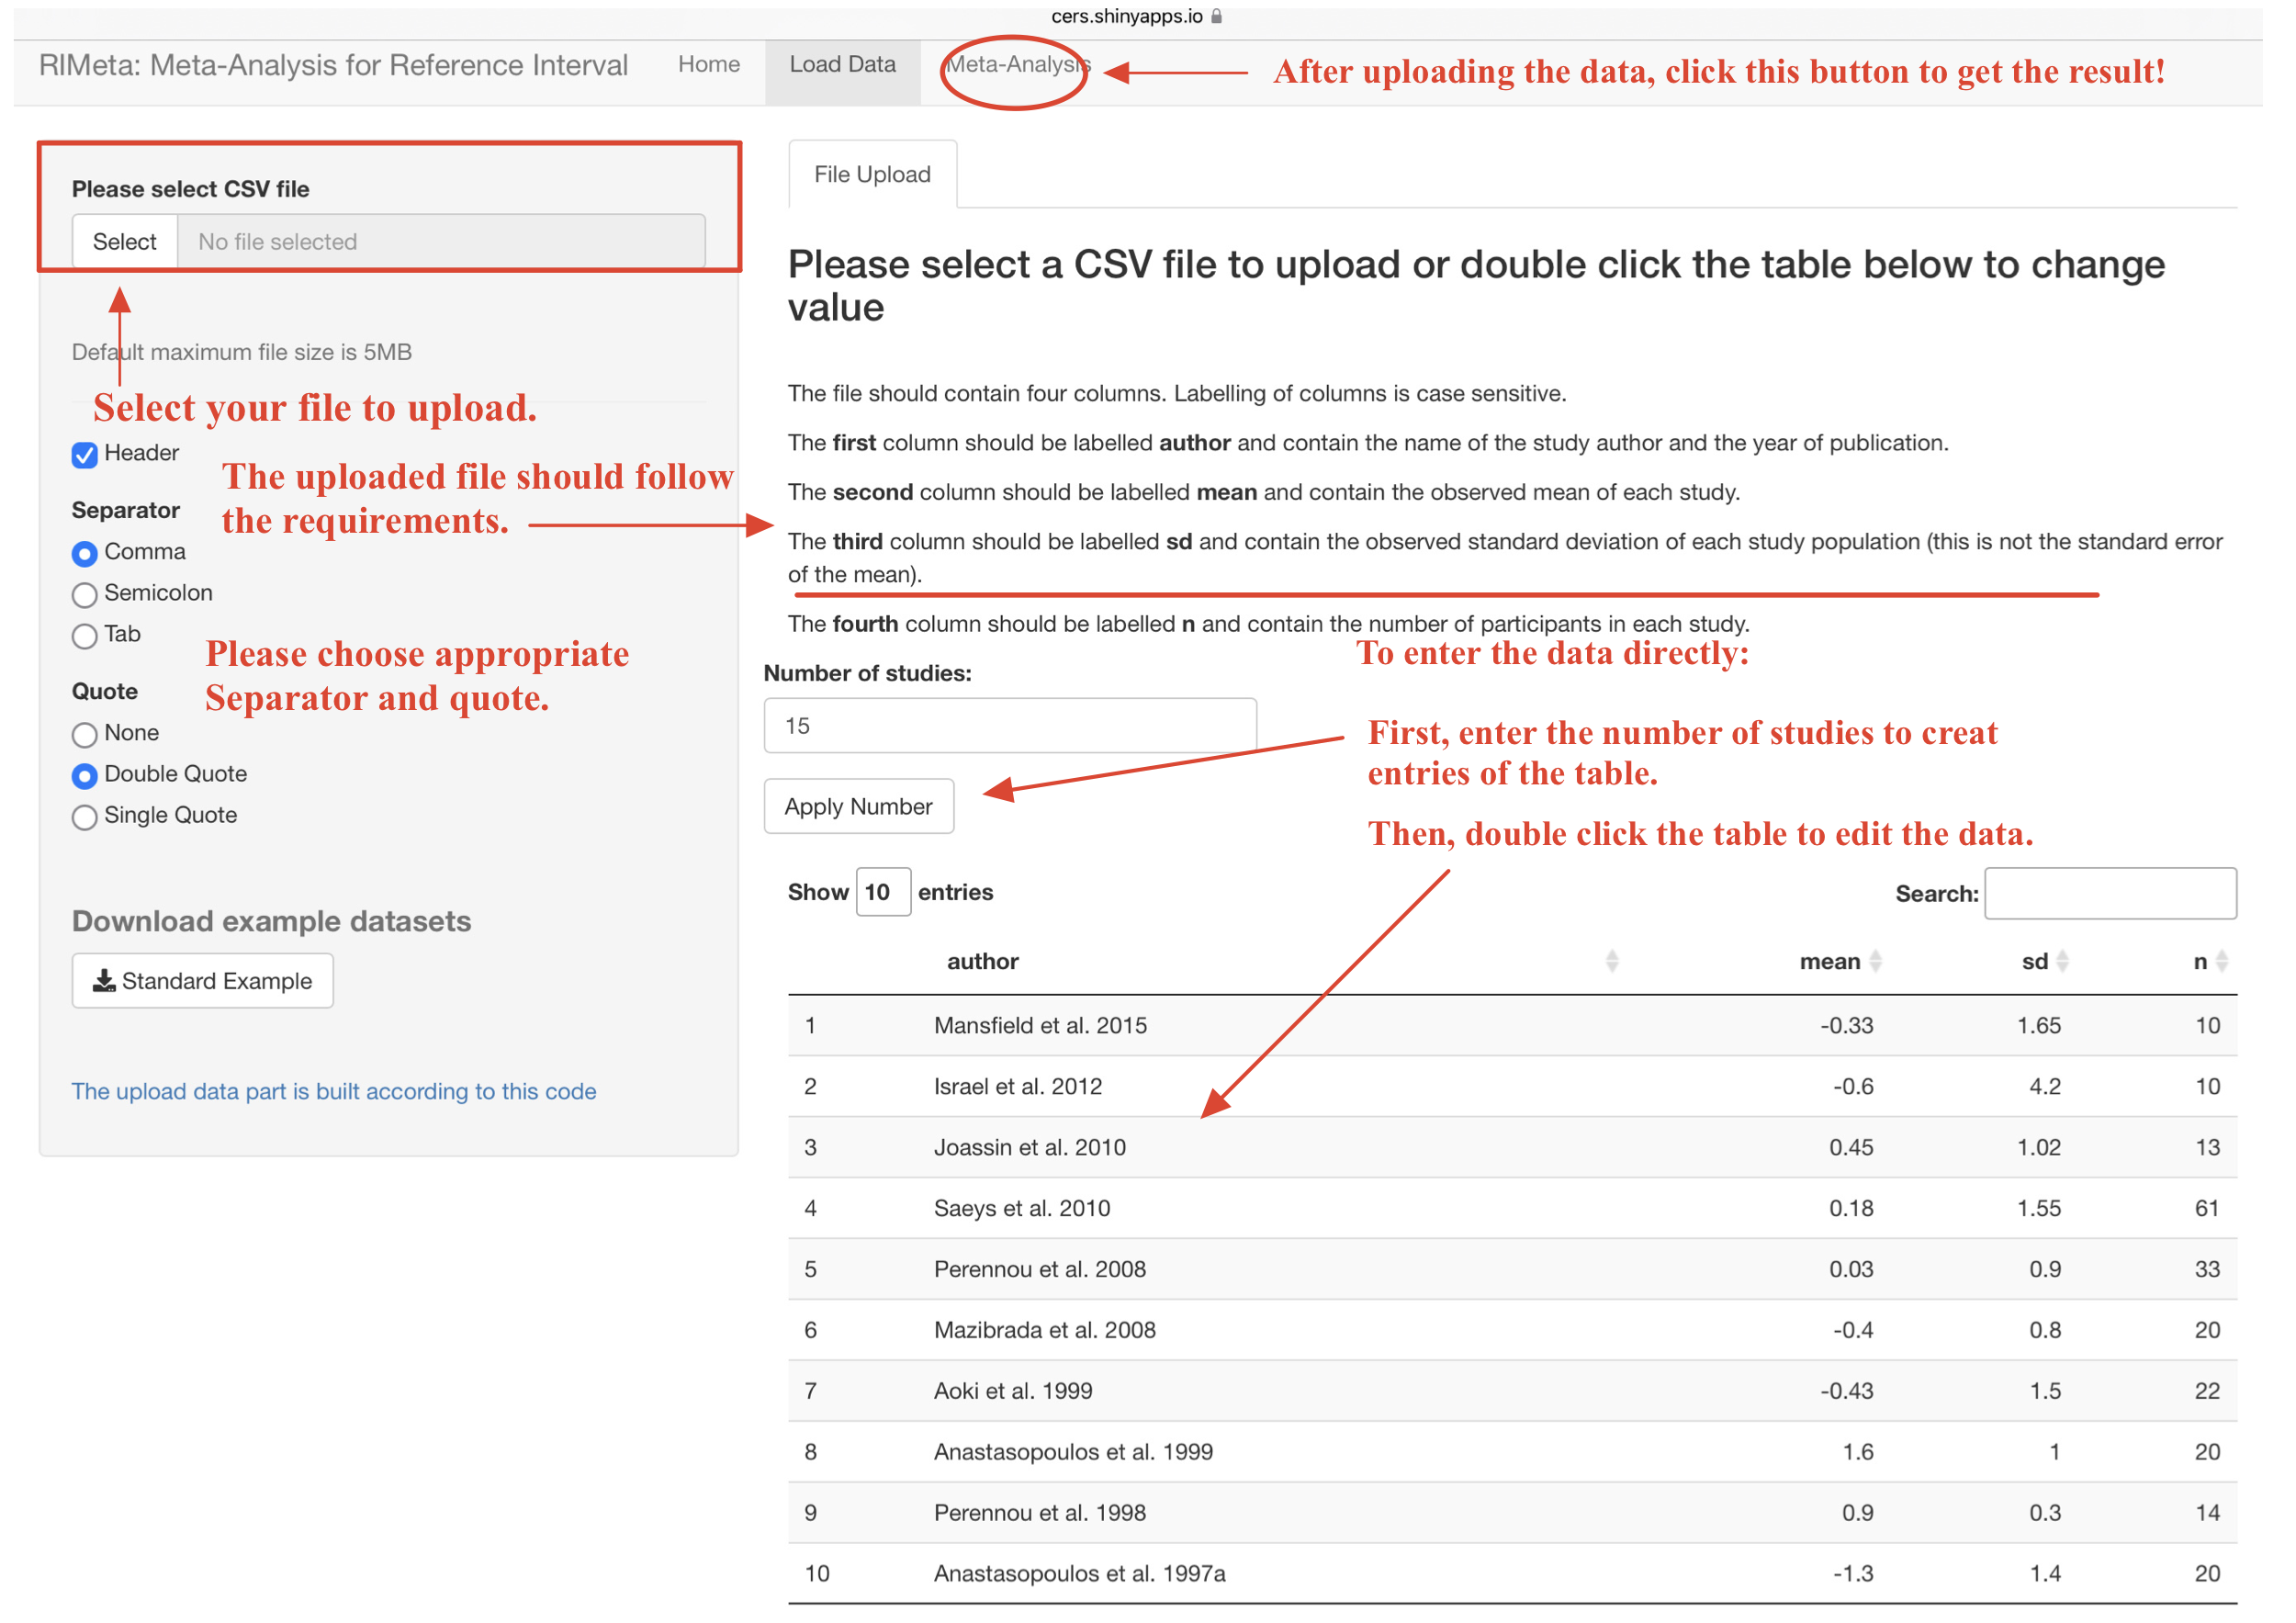 cers.shinyapps.io
RIMeta: Meta-Analysis for Reference Interval Home Load Data Meta-Analysis
After uploading the data, click this button to get the result!
Please select CSV file
Select No file selected
Default maximum file size is 5MB
Select your file to upload.
Header
The uploaded file should follow
the requirements.
Separator
Comma
Semicolon
Tab
Please choose appropriate
Separator and quote.
Quote
None
Double Quote
Single Quote
Download example datasets
Standard Example
The upload data part is built according to this code
File Upload
Please select a CSV file to upload or double click the table below to change
value
The file should contain four columns. Labelling of columns is case sensitive.
The first column should be labelled author and contain the name of the study author and the year of publication.
The second column should be labelled mean and contain the observed mean of each study.
The third column should be labelled sd and contain the observed standard deviation of each study population (this is not the standard error
of the mean).
The fourth column should be labelled n and contain the number of participants in each study.
To enter the data directly:
Number of studies:
15
Apply Number
First, enter the number of studies to creat
entries of the table.
Then, double click the table to edit the data.
Show 10 entries
Search:
author mean sd n
1 Mansfield et al. 2015 -0.33 1.65 10
2 Israel et al. 2012 -0.6 4.2 10
3 Joassin et al. 2010 0.45 1.02 13
4 Saeys et al. 2010 0.18 1.55 61
5 Perennou et al. 2008 0.03 0.9 33
6 Mazibrada et al. 2008 -0.4 0.8 20
7 Aoki et al. 1999 -0.43 1.5 22
8 Anastasopoulos et al. 1999 1.6 1 20
9 Perennou et al. 1998 0.9 0.3 14
10 Anastasopoulos et al. 1997a -1.3 1.4 20